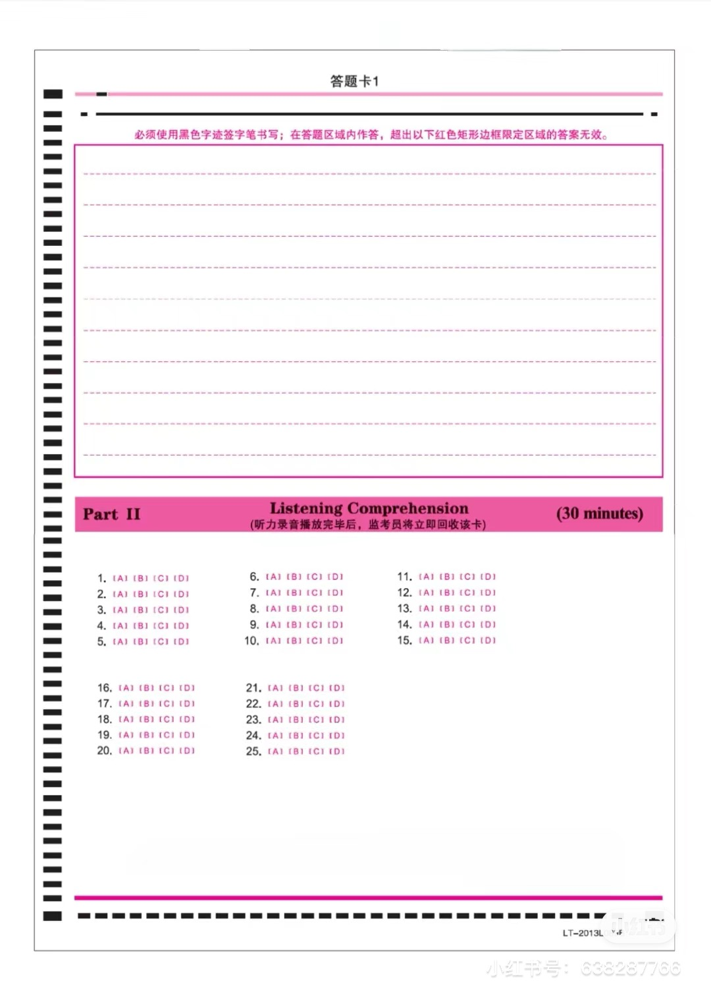 答题卡1
必须使用黑色字迹签字笔书写；在答题区域内作答，超出以下红色矩形边框限定区域的答案无效。
Part II Listening Comprehension (30 minutes)
(听力录音播放完毕后，监考员将立即回收该卡)
1. [A] [B] [C] [D] 6. [A] [B] [C] [D] 11. [A] [B] [C] [D]
2. [A] [B] [C] [D] 7. [A] [B] [C] [D] 12. [A] [B] [C] [D]
3. [A] [B] [C] [D] 8. [A] [B] [C] [D] 13. [A] [B] [C] [D]
4. [A] [B] [C] [D] 9. [A] [B] [C] [D] 14. [A] [B] [C] [D]
5. [A] [B] [C] [D] 10. [A] [B] [C] [D] 15. [A] [B] [C] [D]
16. [A] [B] [C] [D] 21. [A] [B] [C] [D]
17. [A] [B] [C] [D] 22. [A] [B] [C] [D]
18. [A] [B] [C] [D] 23. [A] [B] [C] [D]
19. [A] [B] [C] [D] 24. [A] [B] [C] [D]
20. [A] [B] [C] [D] 25. [A] [B] [C] [D]
小红书
LT-2013L
小红书号：638287766